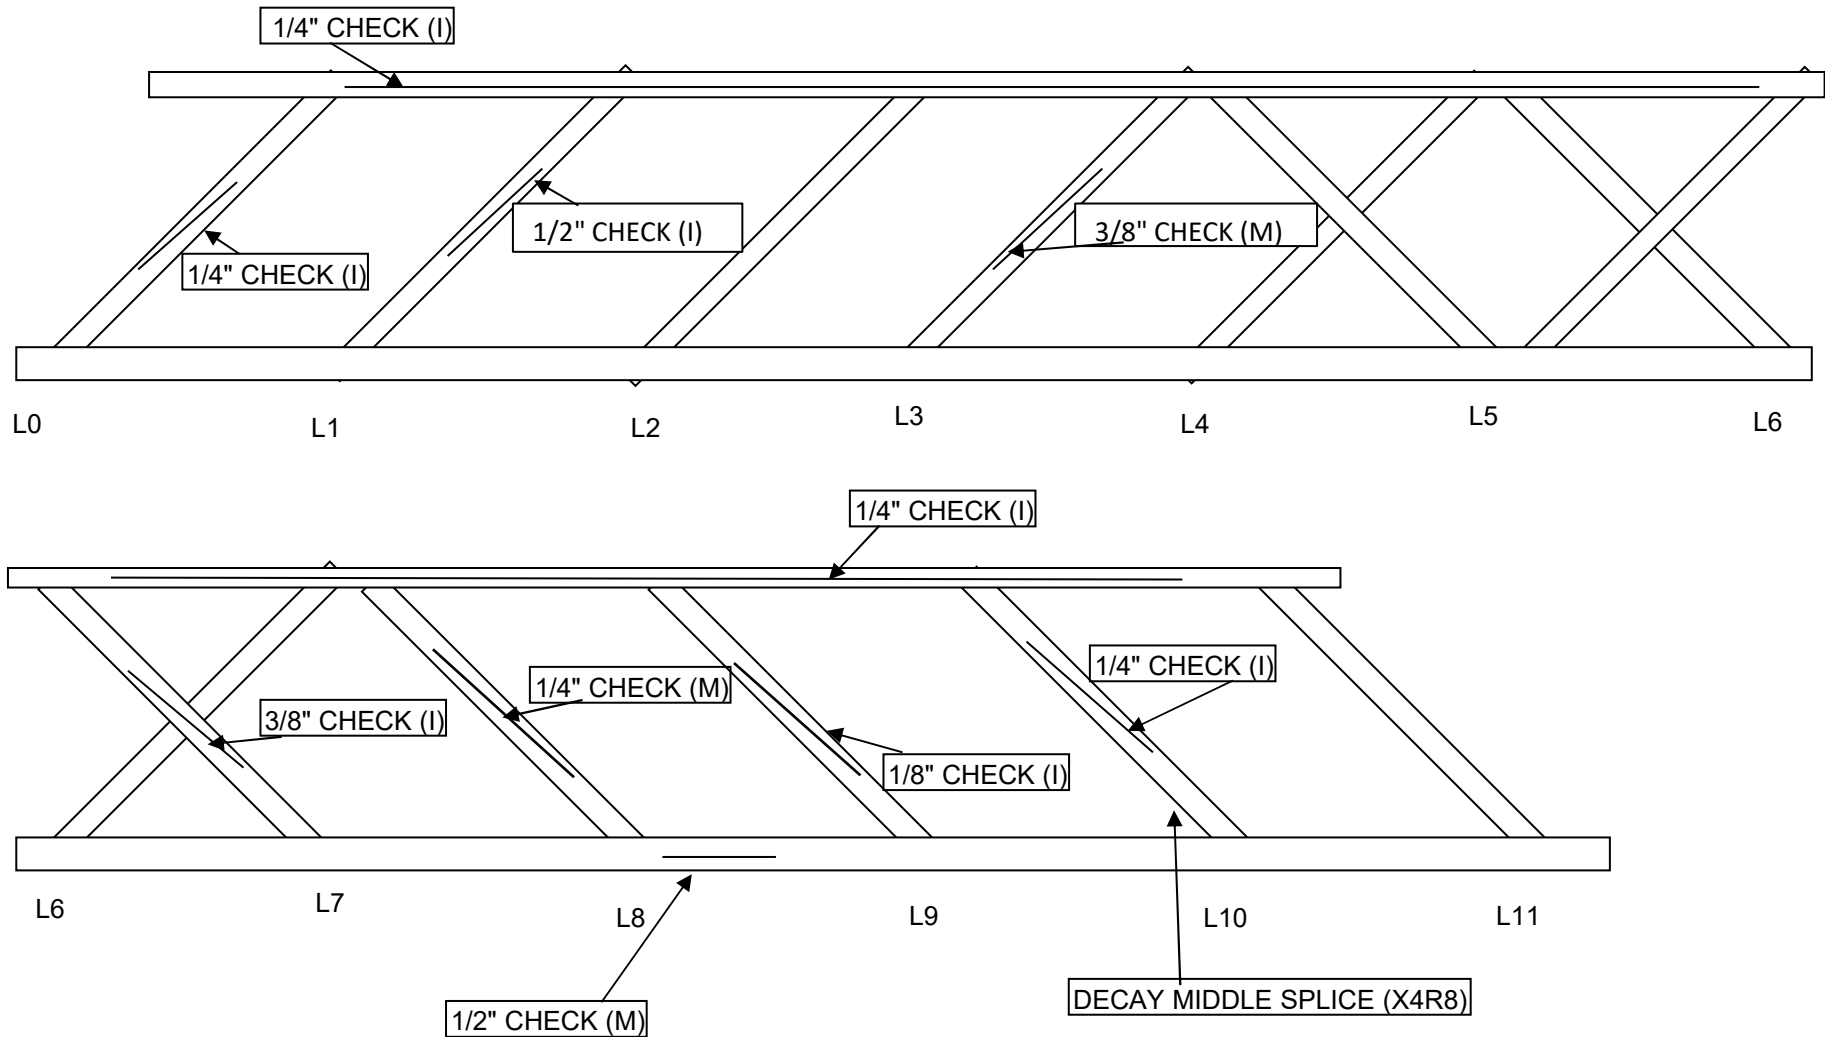 1/4" CHECK (I)
1/2" CHECK (I)
3/8" CHECK (M)
1/4" CHECK (I)
L0
L1
L2
L3
L4
L5
L6
1/4" CHECK (I)
1/4" CHECK (I)
1/4" CHECK (M)
3/8" CHECK (I)
1/8" CHECK (I)
L6
L7
L8
L9
L10
L11
DECAY MIDDLE SPLICE (X4R8)
1/2" CHECK (M)